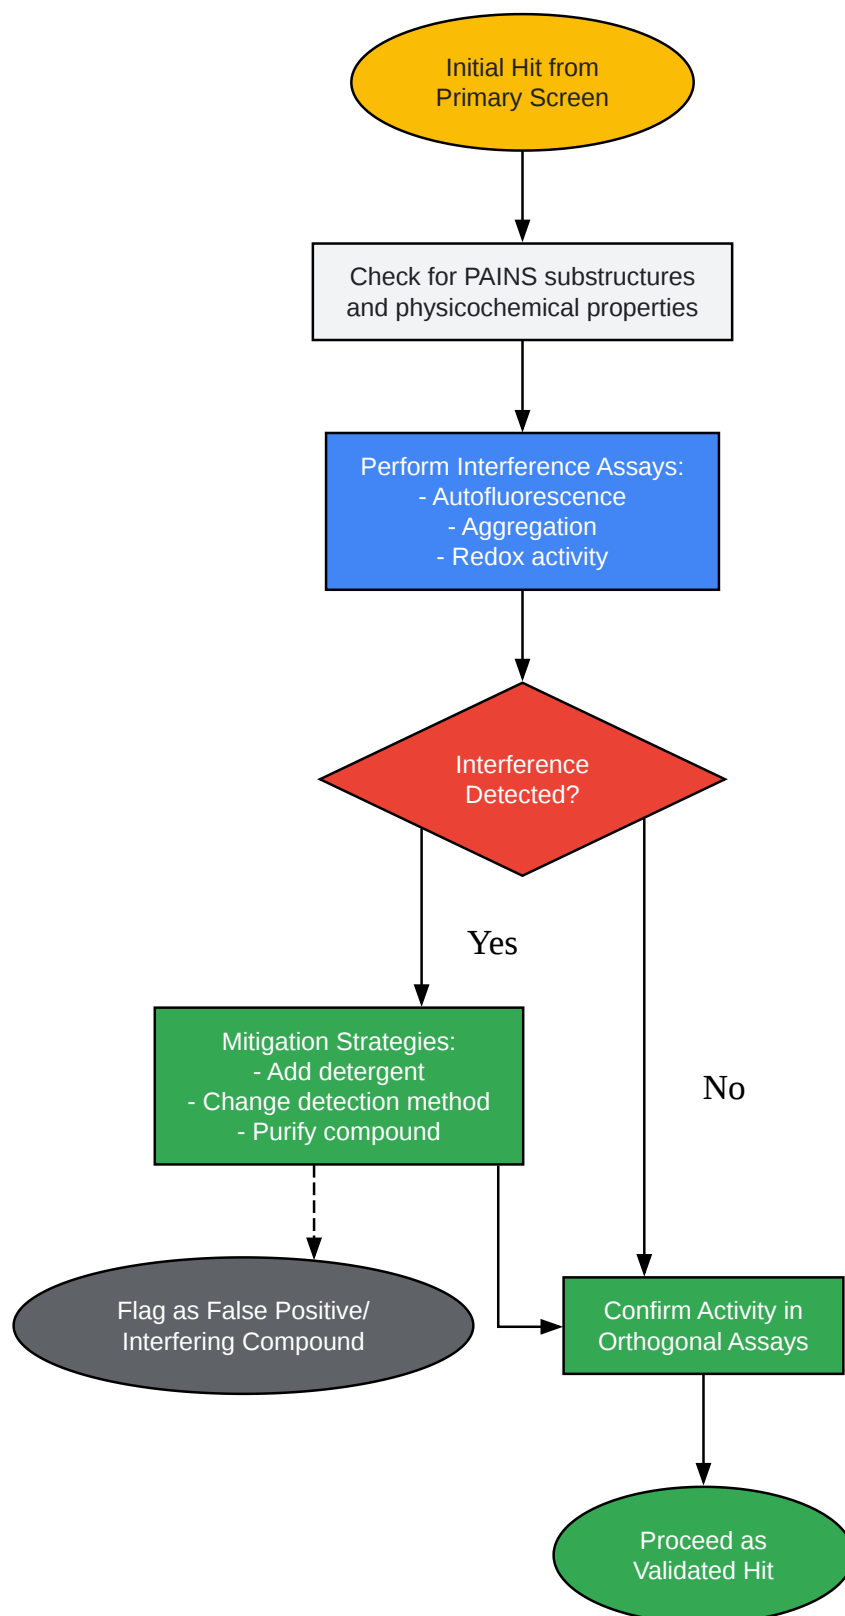 Initial Hit from
Primary Screen
Check for PAINS substructures
and physicochemical properties
Perform Interference Assays:
- Autofluorescence
- Aggregation
- Redox activity
Interference
Detected?
Yes
Mitigation Strategies:
- Add detergent
- Change detection method
- Purify compound
No
Flag as False Positive/
Interfering Compound
Confirm Activity in
Orthogonal Assays
Proceed as
Validated Hit